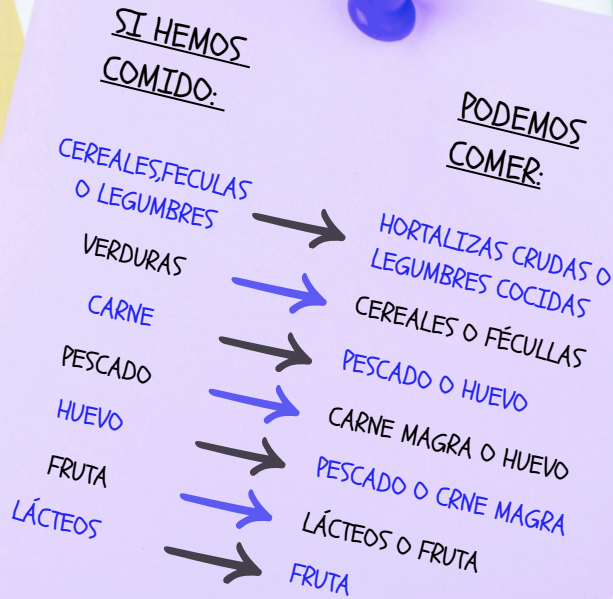 SI HEMOS
COMIDO:
PODEMOS
COMER:
CEREALES,FECULAS
O LEGUMBRES
HORTALIZAS CRUDAS O
LEGUMBRES COCIDAS
VERDURAS
CEREALES O FÉCULLAS
CARNE
PESCADO O HUEVO
PESCADO
CARNE MAGRA O HUEVO
HUEVO
PESCADO O CRNE MAGRA
FRUTA
LÁCTEOS O FRUTA
LÁCTEOS
FRUTA